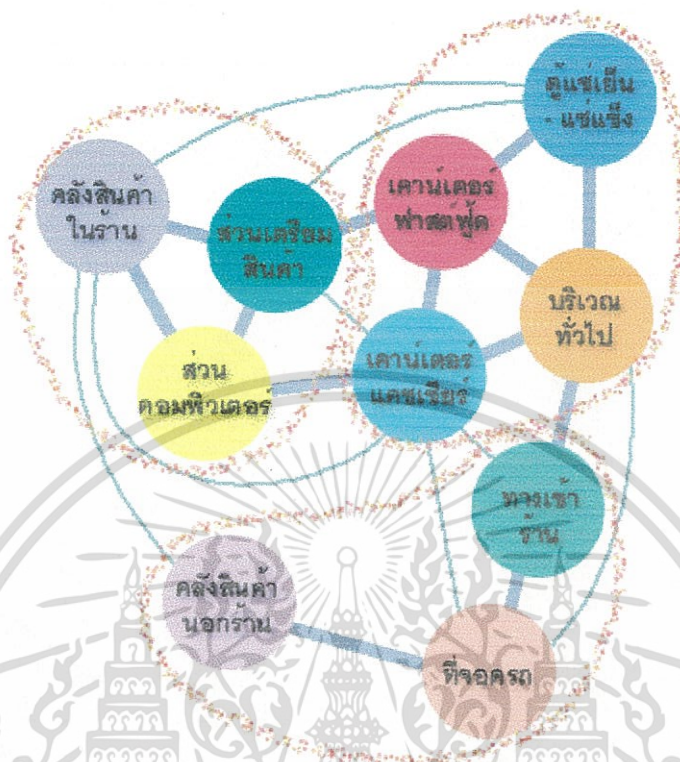 ตู้แช่เย็น
- แช่แข็ง
คลังสินค้า
ในร้าน
เคาน์เตอร์
ฟาสต์ฟู้ด
ส่วนเตรียม
สินค้า
บริเวณ
ทั่วไป
ส่วน
คอมพิวเตอร์
เคาน์เตอร์
แคชเชียร์
ทางเข้า
ร้าน
คลังสินค้า
นอกร้าน
ที่จอดรถ